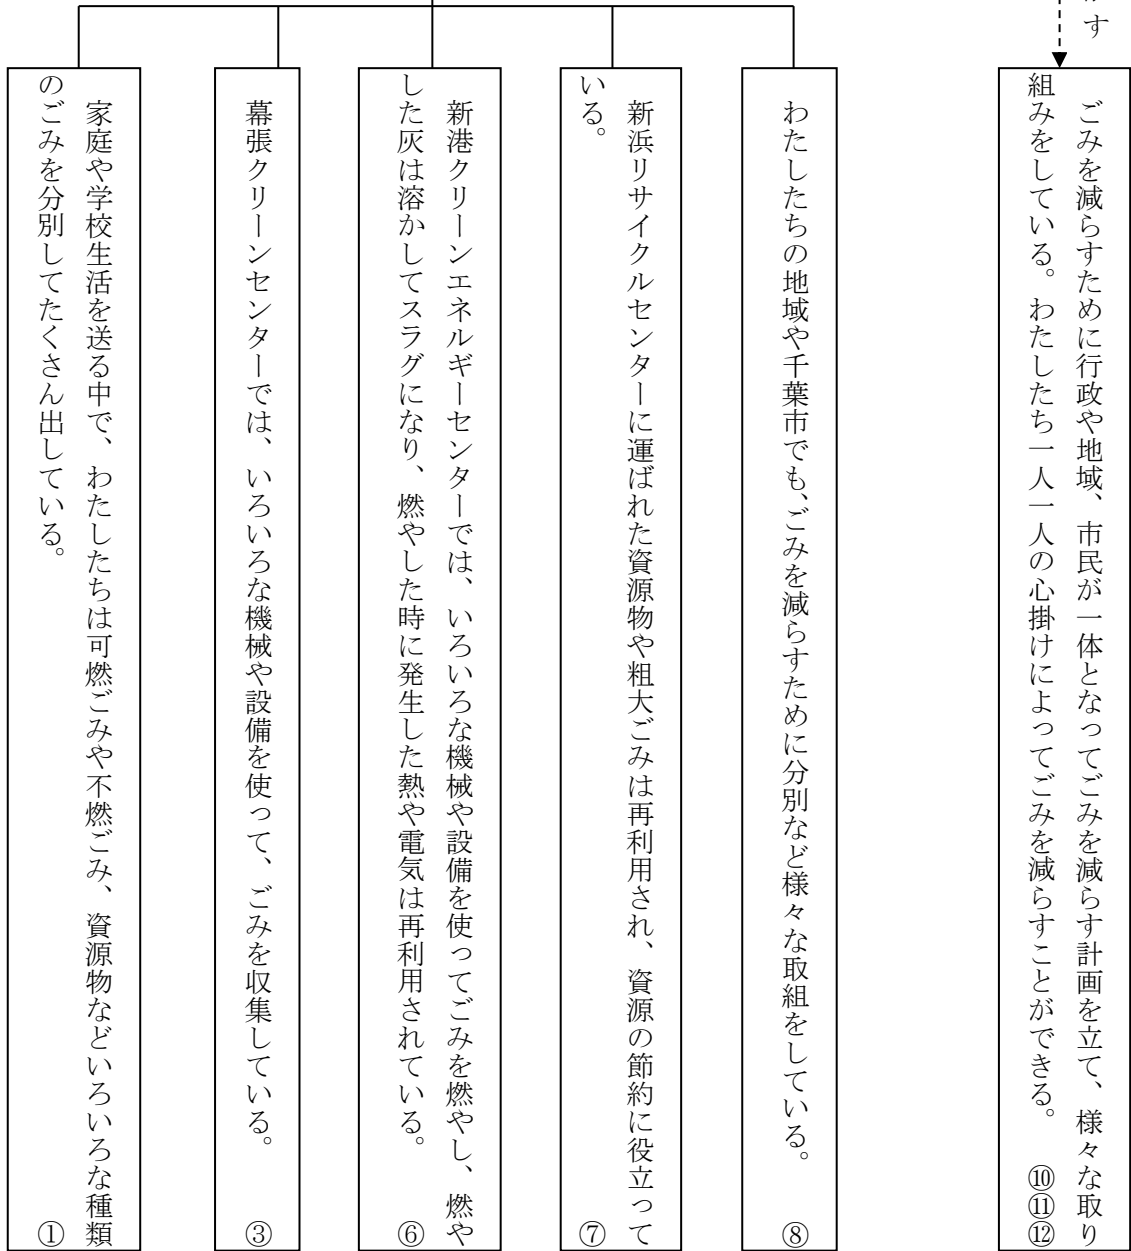 す
ごみを減らすために行政や地域、市民が一体となってごみを減らす計画を立て、様々な取り
組みをしている。わたしたち一人一人の心掛けによってごみを減らすことができる。 ⑩⑪⑫
わたしたちの地域や千葉市でも、ごみを減らすために分別など様々な取組をしている。
⑧
新浜リサイクルセンターに運ばれた資源物や粗大ごみは再利用され、資源の節約に役立って
いる。 ⑦
新港クリーンエネルギーセンターでは、いろいろな機械や設備を使ってごみを燃やし、燃や
した灰は溶かしてスラグになり、燃やした時に発生した熱や電気は再利用されている。 ⑥
幕張クリーンセンターでは、いろいろな機械や設備を使って、ごみを収集している。 ③
家庭や学校生活を送る中で、わたしたちは可燃ごみや不燃ごみ、資源物などいろいろな種類
のごみを分別してたくさん出している。 ①